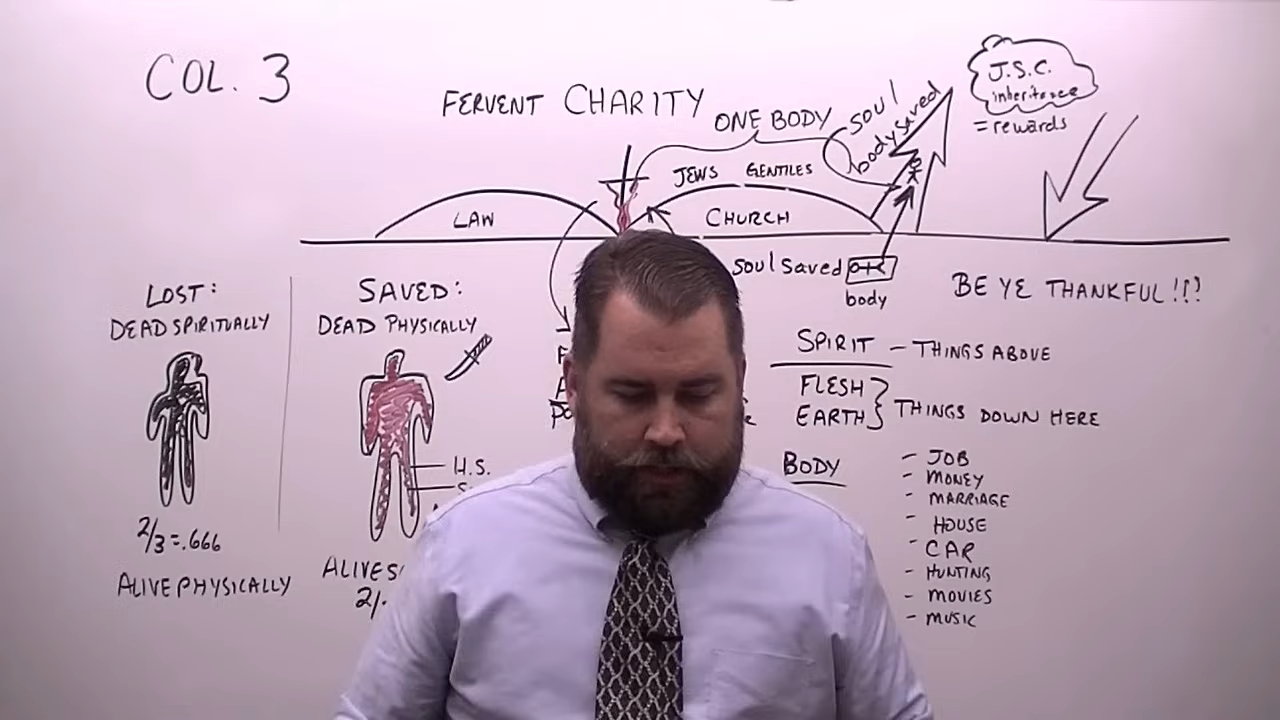 COL. 3
FERVENT CHARITY
ONE BODY
soul
body saved
J.S.C.
inheritance
= rewards
JEWS GENTILES
LAW
CHURCH
soul saved
body
BE YE THANKFUL!!?
LOST:
DEAD SPIRITUALLY
2/3 = .666
ALIVE PHYSICALLY
SAVED:
DEAD PHYSICALLY
H.S.
SPIRIT - THINGS ABOVE
FLESH
EARTH
THINGS DOWN HERE
BODY
- JOB
- MONEY
- MARRIAGE
- HOUSE
- CAR
- HUNTING
- MOVIES
- MUSIC